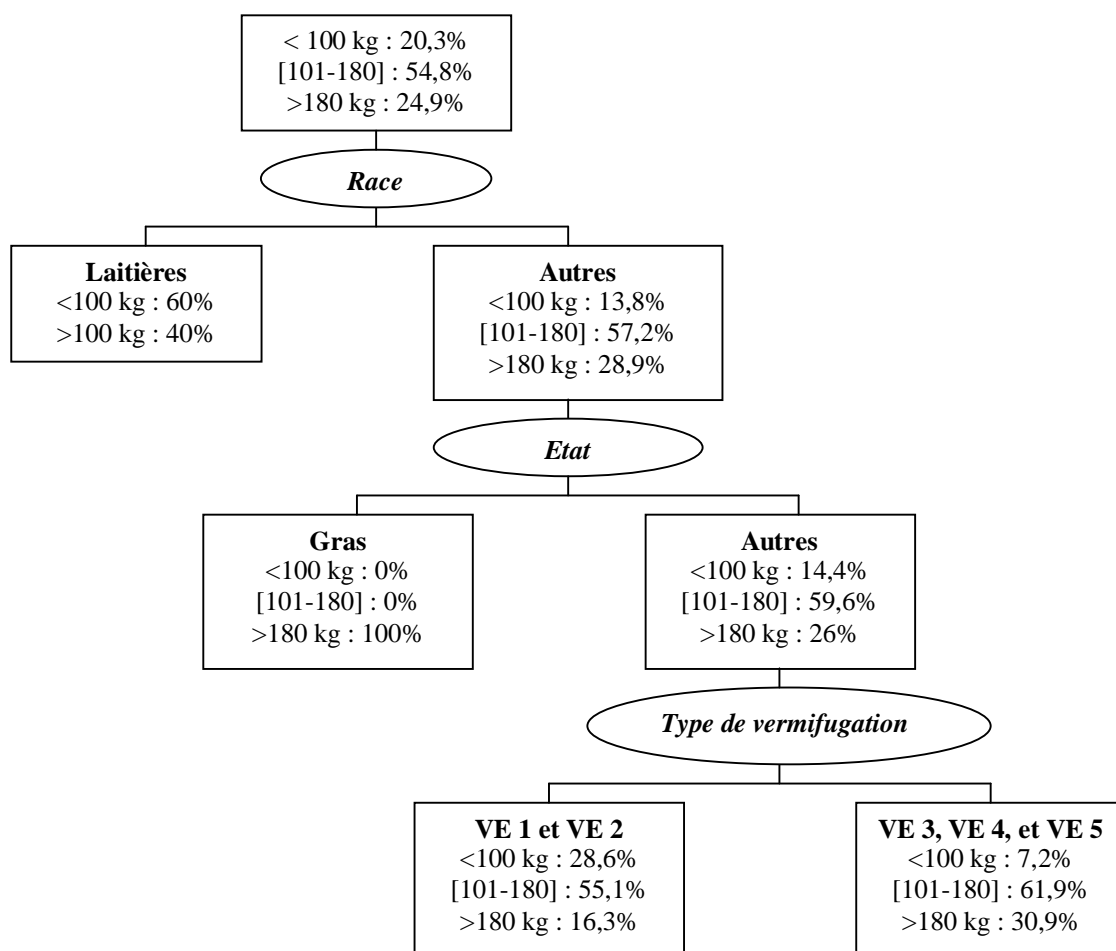 < 100 kg : 20,3%
[101-180] : 54,8%
>180 kg : 24,9%
Race
Laitières
<100 kg : 60%
>100 kg : 40%
Autres
<100 kg : 13,8%
[101-180] : 57,2%
>180 kg : 28,9%
Etat
Gras
<100 kg : 0%
[101-180] : 0%
>180 kg : 100%
Autres
<100 kg : 14,4%
[101-180] : 59,6%
>180 kg : 26%
Type de vermifugation
VE 1 et VE 2
<100 kg : 28,6%
[101-180] : 55,1%
>180 kg : 16,3%
VE 3, VE 4, et VE 5
<100 kg : 7,2%
[101-180] : 61,9%
>180 kg : 30,9%